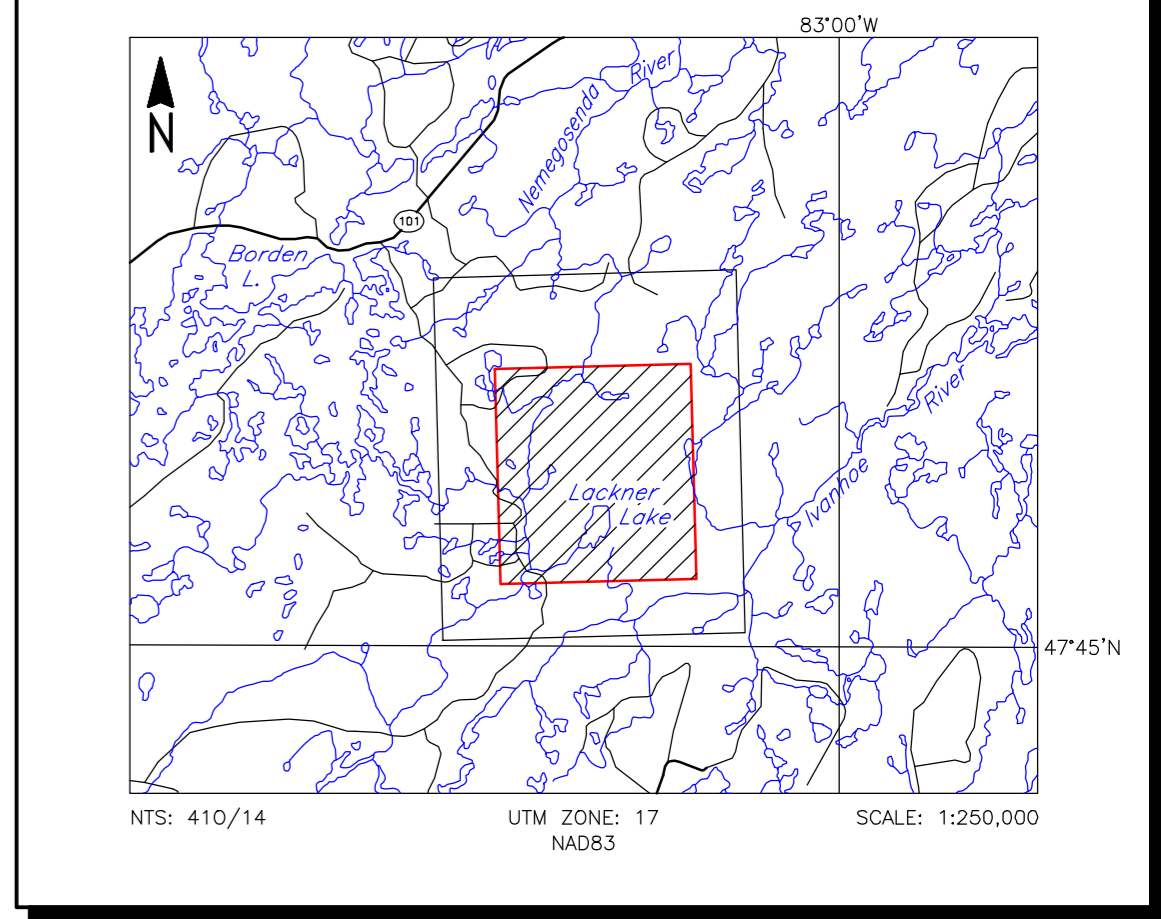 83°00'W
N
Nemegosenda River
101
Borden
L.
Ivanhoe River
Lackner
Lake
47°45'N
NTS: 41O/14
UTM ZONE: 17
SCALE: 1:250,000
NAD83